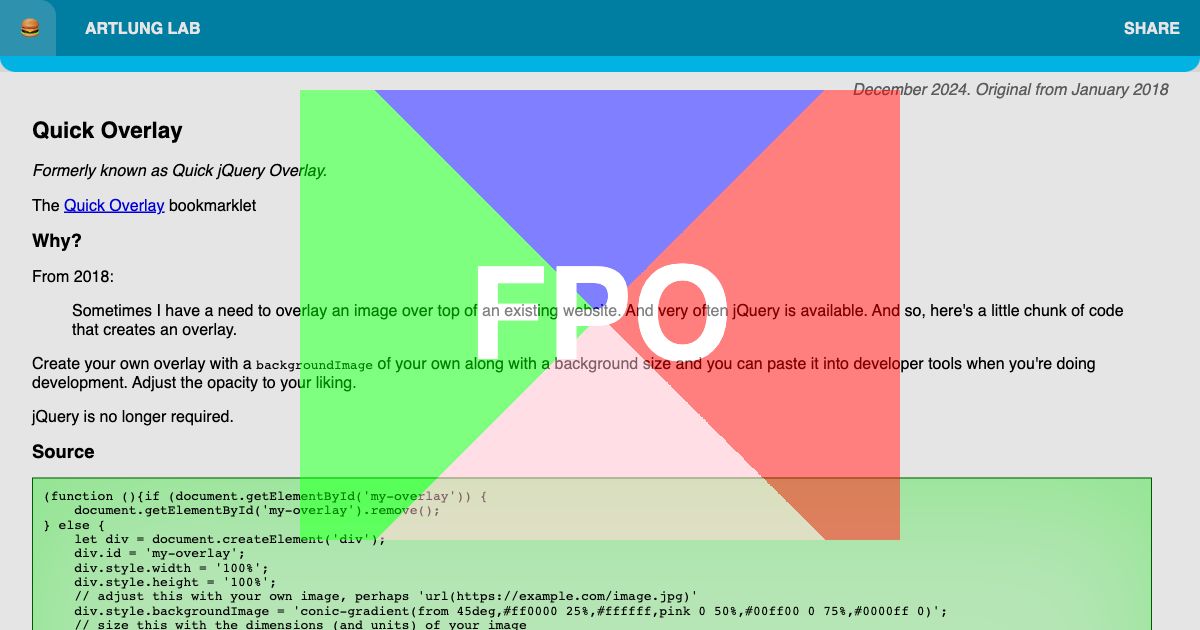 ARTLUNG LAB
SHARE
December 2024. Original from January 2018
Quick Overlay
Formerly known as Quick jQuery Overlay.
The Quick Overlay bookmarklet
Why?
From 2018:
FPO
Sometimes I have a need to overlay an image over top of an existing website. And very often jQuery is available. And so, here's a little chunk of code
that creates an overlay.
Create your own overlay with a backgroundImage of your own along with a background size and you can paste it into developer tools when you're doing
development. Adjust the opacity to your liking.
jQuery is no longer required.
Source
(function (){if (document.getElementById('my-overlay')) {
    document.getElementById('my-overlay').remove();
} else {
    let div = document.createElement('div');
    div.id = 'my-overlay';
    div.style.width = '100%';
    div.style.height = '100%';
    // adjust this with your own image, perhaps 'url(https://example.com/image.jpg)'
    div.style.backgroundImage = 'conic-gradient(from 45deg,#ff0000 25%,#ffffff,pink 0 50%,#00ff00 0 75%,#0000ff 0)';
    // size this with the dimensions (and units) of your image